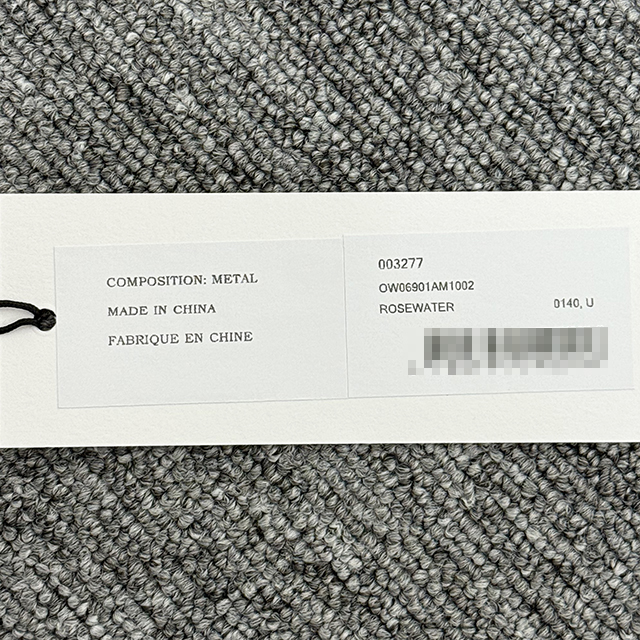 COMPOSITION: METAL
MADE IN CHINA
FABRIQUE EN CHINE
003277
OW06901AM1002
ROSEWATER 0140, U